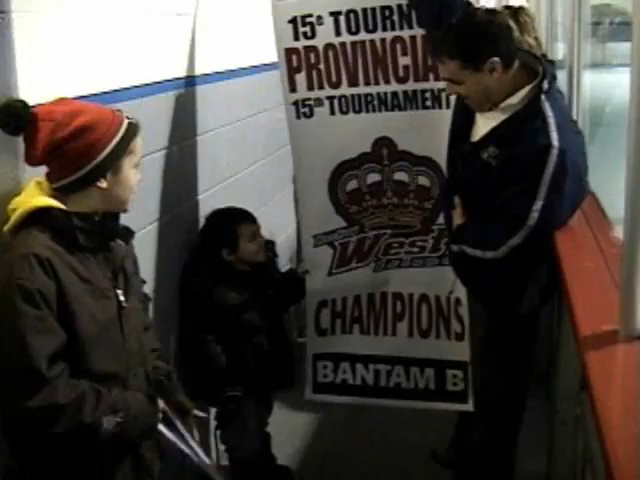 15e TOURN
PROVINCIA
15th TOURNAMENT
West
CHAMPIONS
BANTAM B